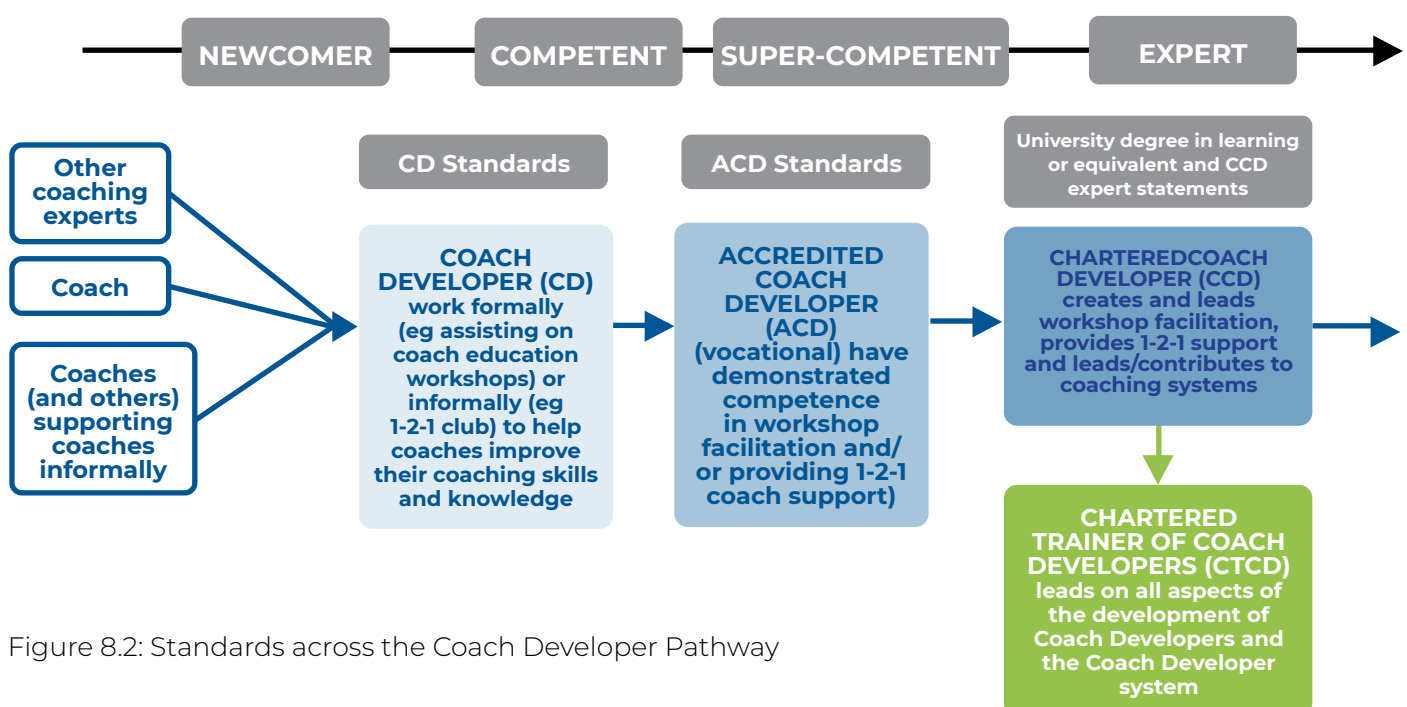 NEWCOMER
COMPETENT
SUPER-COMPETENT
EXPERT
Other
coaching
experts
Coach
Coaches
(and others)
supporting
coaches
informally
CD Standards
COACH
DEVELOPER (CD)
work formally
(eg assisting on
coach education
workshops) or
informally (eg
1-2-1 club) to help
coaches improve
their coaching skills
and knowledge
ACD Standards
ACCREDITED
COACH
DEVELOPER
(ACD)
(vocational) have
demonstrated
competence
in workshop
facilitation and/
or providing 1-2-1
coach support)
University degree in learning
or equivalent and CCD
expert statements
CHARTEREDCOACH
DEVELOPER (CCD)
creates and leads
workshop facilitation,
provides 1-2-1 support
and leads/contributes to
coaching systems
CHARTERED
TRAINER OF COACH
DEVELOPERS (CTCD)
leads on all aspects of
the development of
Coach Developers and
the Coach Developer
system
Figure 8.2: Standards across the Coach Developer Pathway